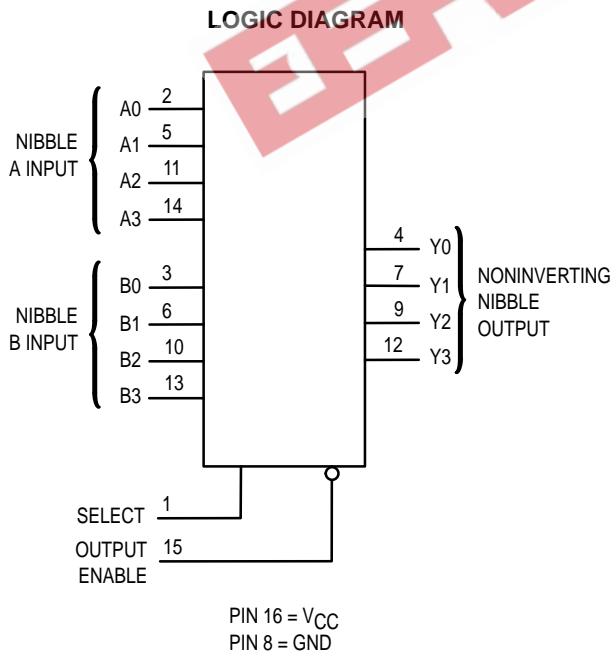 LOGIC DIAGRAM
NIBBLE
A INPUT
A0 2
A1 5
A2 11
A3 14
NIBBLE
B INPUT
B0 3
B1 6
B2 10
B3 13
4 Y0
7 Y1
9 Y2
12 Y3
NONINVERTING
NIBBLE
OUTPUT
SELECT 1
OUTPUT 15
ENABLE
PIN 16 = VCC
PIN 8 = GND